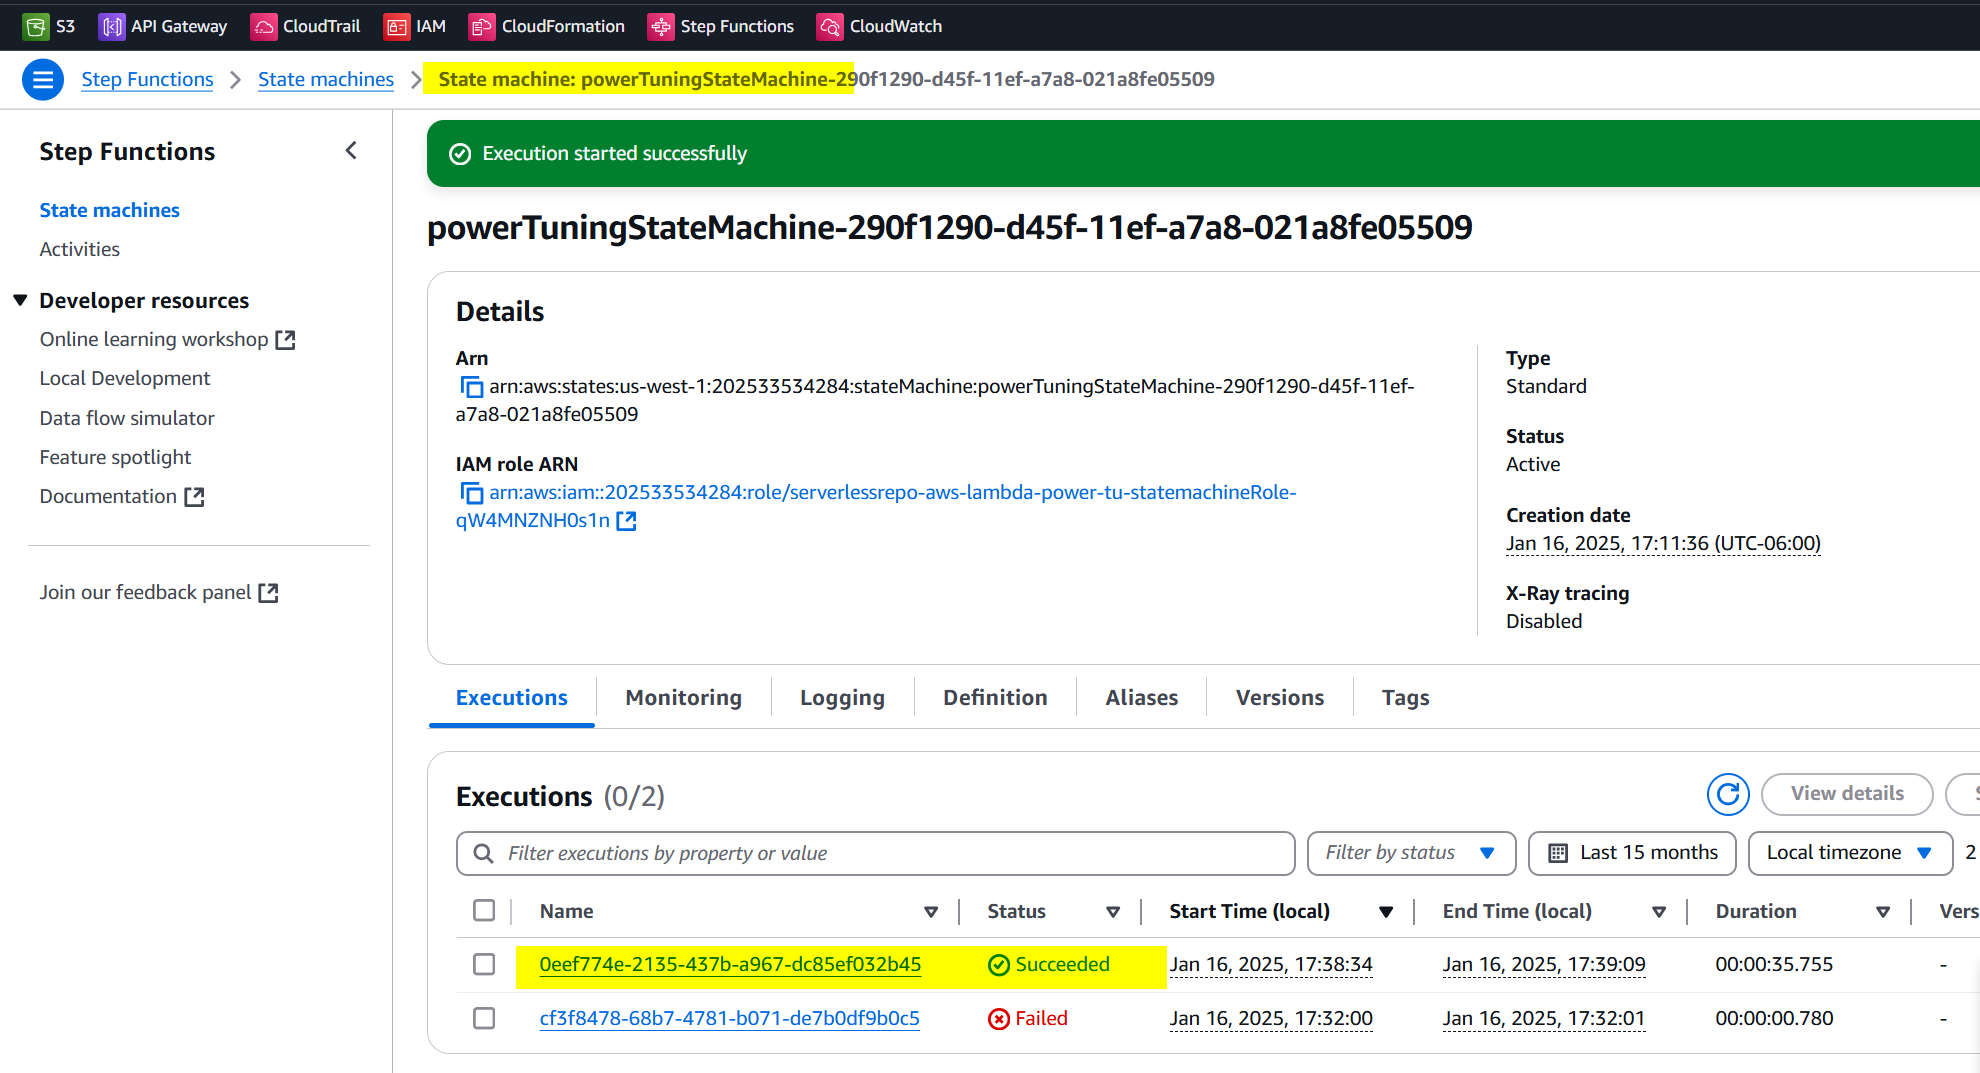 S3 API Gateway CloudTrail IAM CloudFormation Step Functions CloudWatch
Step Functions State machines State machine: powerTuningStateMachine-290f1290-d45f-11ef-a7a8-021a8fe05509
Step Functions
State machines
Activities
Developer resources
Online learning workshop
Local Development
Data flow simulator
Feature spotlight
Documentation
Join our feedback panel
Execution started successfully
powerTuningStateMachine-290f1290-d45f-11ef-a7a8-021a8fe05509
Details
Arn
arn:aws:states:us-west-1:202533534284:stateMachine:powerTuningStateMachine-290f1290-d45f-11ef-
a7a8-021a8fe05509
IAM role ARN
arn:aws:iam::202533534284:role/serverlessrepo-aws-lambda-power-tu-statemachineRole-
qW4MNZNH0s1n
Type
Standard
Status
Active
Creation date
Jan 16, 2025, 17:11:36 (UTC-06:00)
X-Ray tracing
Disabled
Executions Monitoring Logging Definition Aliases Versions Tags
Executions (0/2)
View details
Filter executions by property or value Filter by status Last 15 months Local timezone 2
Name Status Start Time (local) End Time (local) Duration Vers
0eef774e-2135-437b-a967-dc85ef032b45 Succeeded Jan 16, 2025, 17:38:34 Jan 16, 2025, 17:39:09 00:00:35.755 -
cf3f8478-68b7-4781-b071-de7b0df9b0c5 Failed Jan 16, 2025, 17:32:00 Jan 16, 2025, 17:32:01 00:00:00.780 -